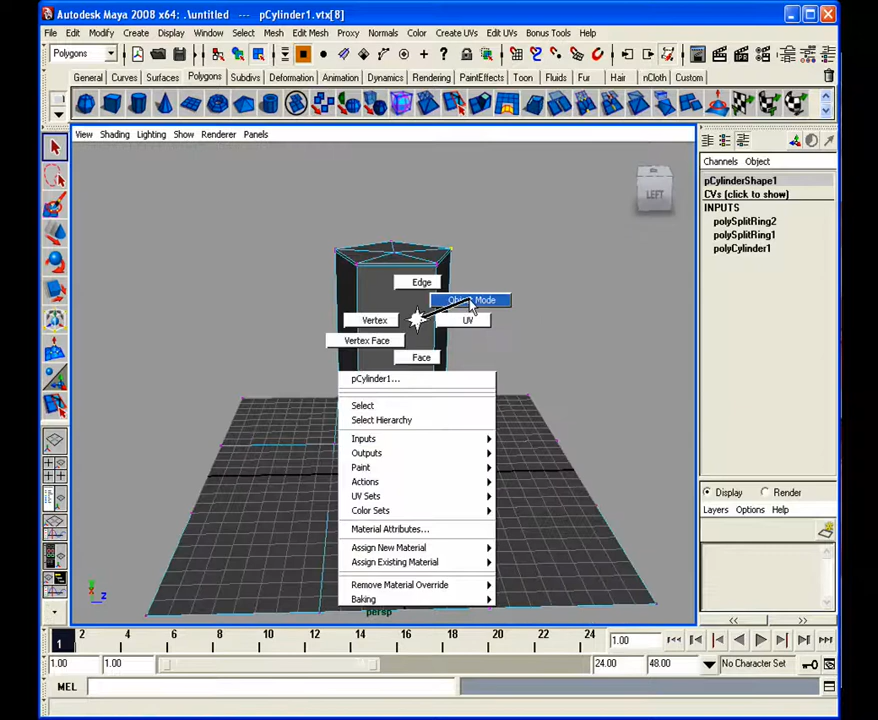 Autodesk Maya 2008 x64: .\untitled --- pCylinder1.vtx[8]
File Edit Modify Create Display Window Select Mesh Edit Mesh Proxy Normals Color Create UVs Edit UVs Bonus Tools Help
Polygons
General Curves Surfaces Polygons Subdivs Deformation Animation Dynamics Rendering PaintEffects Toon Fluids Fur Hair nCloth Custom
View Shading Lighting Show Renderer Panels
Channels Object
pCylinderShape1
CVs (click to show)
INPUTS
polySplitRing2
polySplitRing1
polyCylinder1
LEFT
Edge
Object Mode
Vertex
UV
Vertex Face
Face
pCylinder1...
Select
Select Hierarchy
Inputs
Outputs
Paint
Actions
UV Sets
Color Sets
Material Attributes...
Assign New Material
Assign Existing Material
Remove Material Override
Baking
persp
Z
Display Render
Layers Options Help
<< >>
1 2 4 6 8 10 12 14 16 18 20 22 24
1.00
1.00 1.00 24.00 48.00 No Character Set
MEL